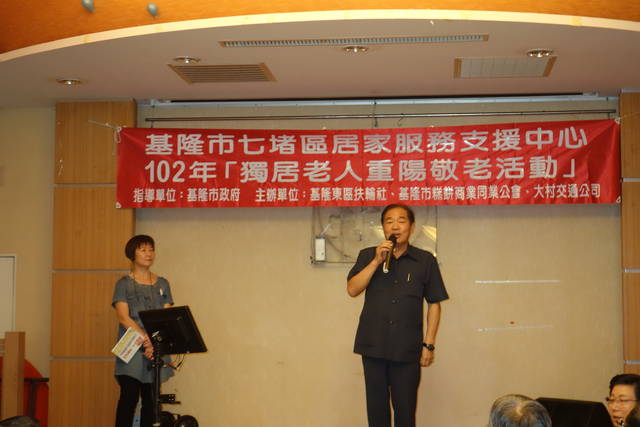 基隆市七堵區居家服務支援中心
102年「獨居老人重陽敬老活動」
指導單位：基隆市政府　主辦單位：基隆東區扶輪社、基隆市糕餅商業同業公會、大村交通公司